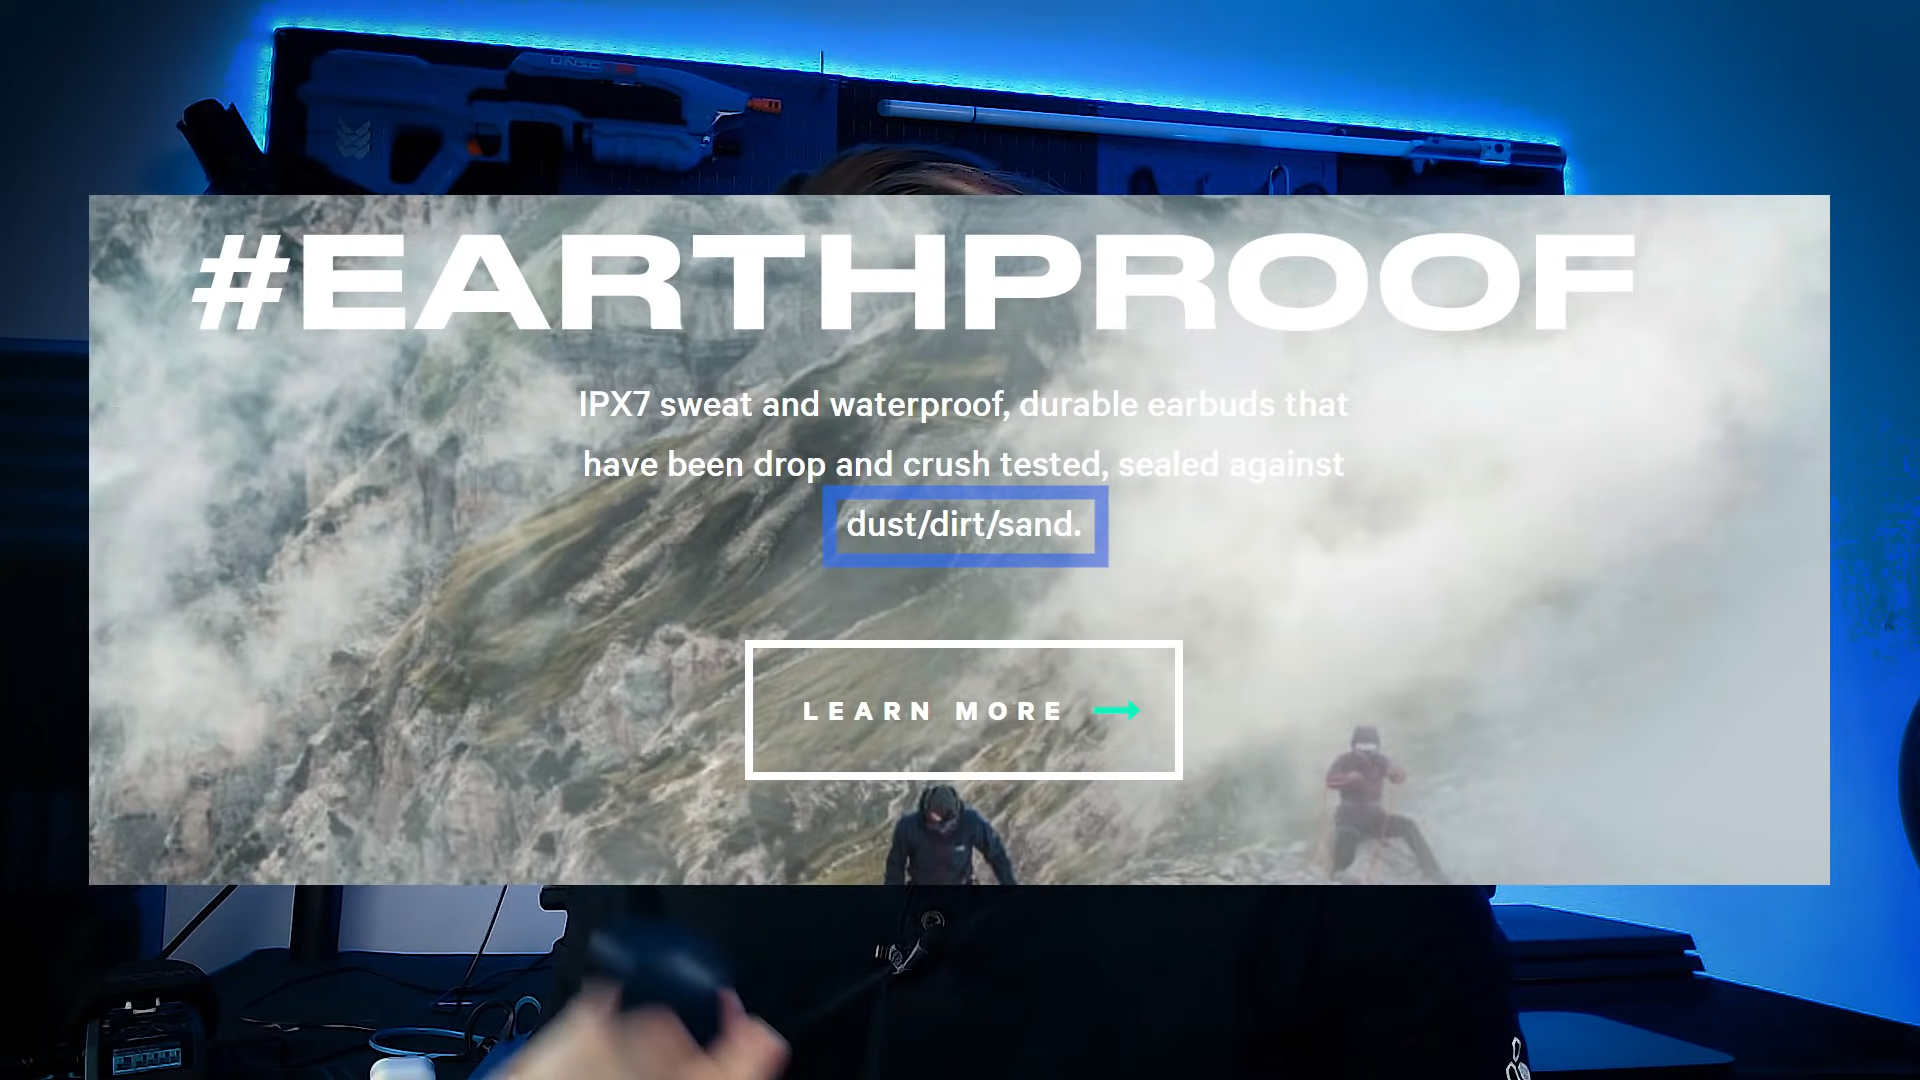 UNSC
#EARTHPROOF
IPX7 sweat and waterproof, durable earbuds that
have been drop and crush tested, sealed against
dust/dirt/sand.
LEARN MORE